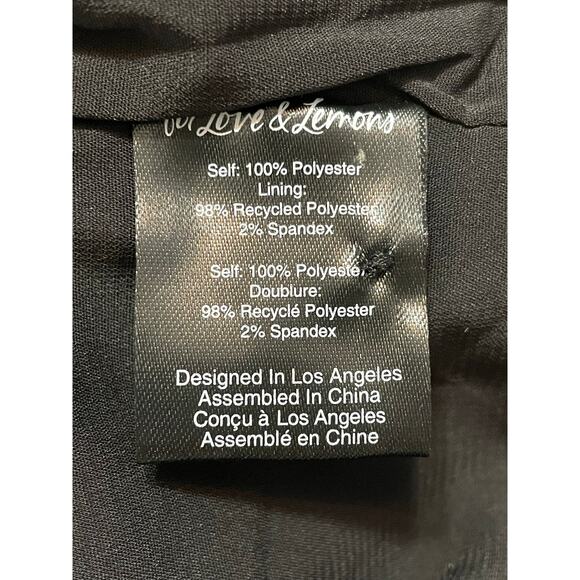 for Love & Lemons
Self: 100% Polyester
Lining:
98% Recycled Polyester
2% Spandex
Self: 100% Polyester
Doublure:
98% Recyclé Polyester
2% Spandex
Designed In Los Angeles
Assembled In China
Conçu à Los Angeles
Assemblé en Chine